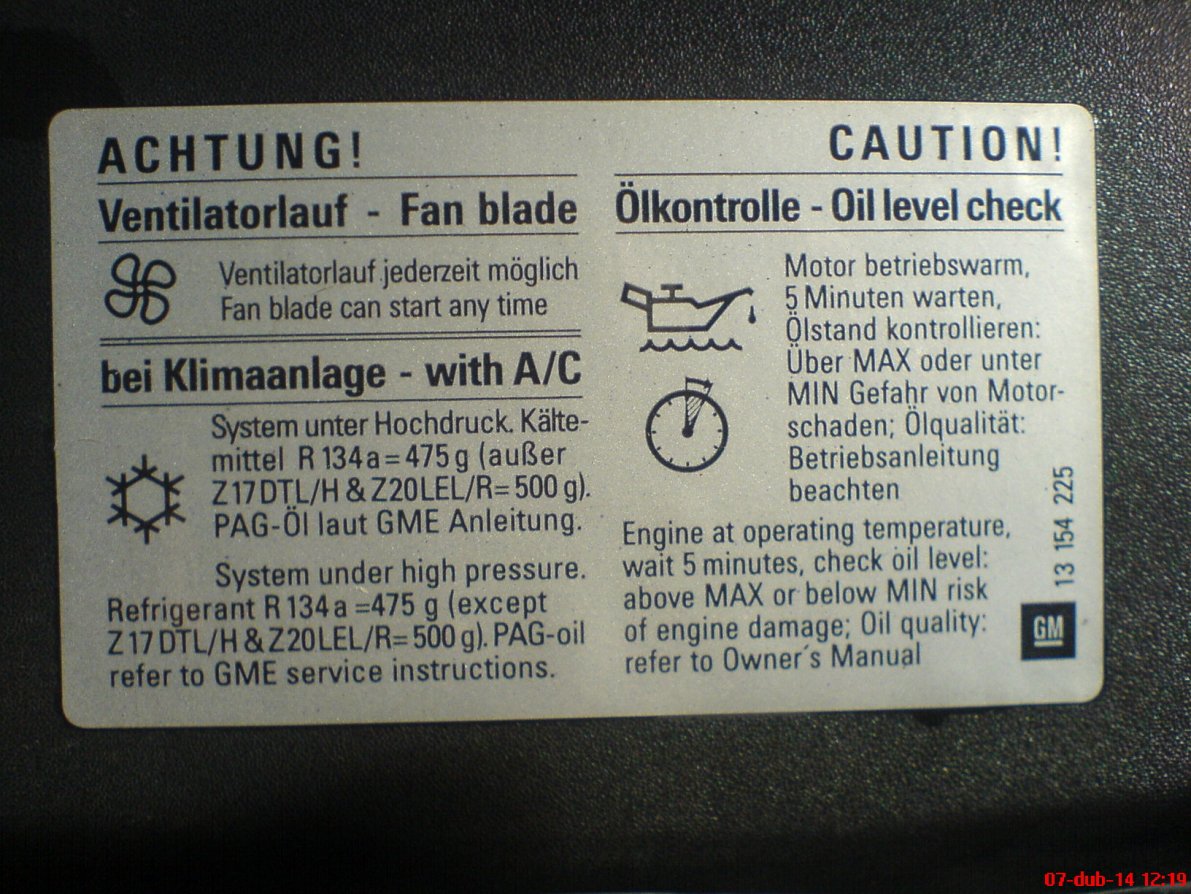 ACHTUNG!
Ventilatorlauf - Fan blade
Ventilatorlauf jederzeit möglich
Fan blade can start any time
bei Klimaanlage - with A/C
System unter Hochdruck. Kälte-
mittel R 134a = 475 g (außer
Z17DTL/H & Z20LEL/R= 500 g).
PAG-Öl laut GME Anleitung.
System under high pressure.
Refrigerant R 134a =475 g (except
Z17DTL/H & Z20LEL/R= 500 g). PAG-oil
refer to GME service instructions.
CAUTION!
Ölkontrolle - Oil level check
Motor betriebswarm,
5 Minuten warten,
Ölstand kontrollieren:
Über MAX oder unter
MIN Gefahr von Motor-
schaden; Ölqualität:
Betriebsanleitung
beachten
Engine at operating temperature,
wait 5 minutes, check oil level:
above MAX or below MIN risk
of engine damage; Oil quality:
refer to Owner´s Manual
13 154 225
GM
07-dub-14 12:19